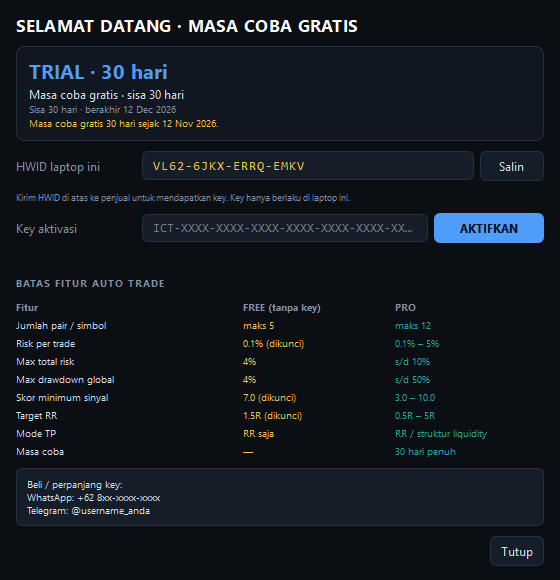 SELAMAT DATANG · MASA COBA GRATIS
TRIAL · 30 hari
Masa coba gratis · sisa 30 hari
Sisa 30 hari · berakhir 12 Dec 2026
Masa coba gratis 30 hari sejak 12 Nov 2026.
HWID laptop ini VL62-6JKX-ERRQ-EMKV Salin
Kirim HWID di atas ke penjual untuk mendapatkan key. Key hanya berlaku di laptop ini.
Key aktivasi ICT-XXXX-XXXX-XXXX-XXXX-XXXX-XXXX-XX... AKTIFKAN
BATAS FITUR AUTO TRADE
Fitur FREE (tanpa key) PRO
Jumlah pair / simbol maks 5 maks 12
Risk per trade 0.1% (dikunci) 0.1% – 5%
Max total risk 4% s/d 10%
Max drawdown global 4% s/d 50%
Skor minimum sinyal 7.0 (dikunci) 3.0 – 10.0
Target RR 1.5R (dikunci) 0.5R – 5R
Mode TP RR saja RR / struktur liquidity
Masa coba — 30 hari penuh
Beli / perpanjang key:
WhatsApp: +62 8xx-xxxx-xxxx
Telegram: @username_anda
Tutup